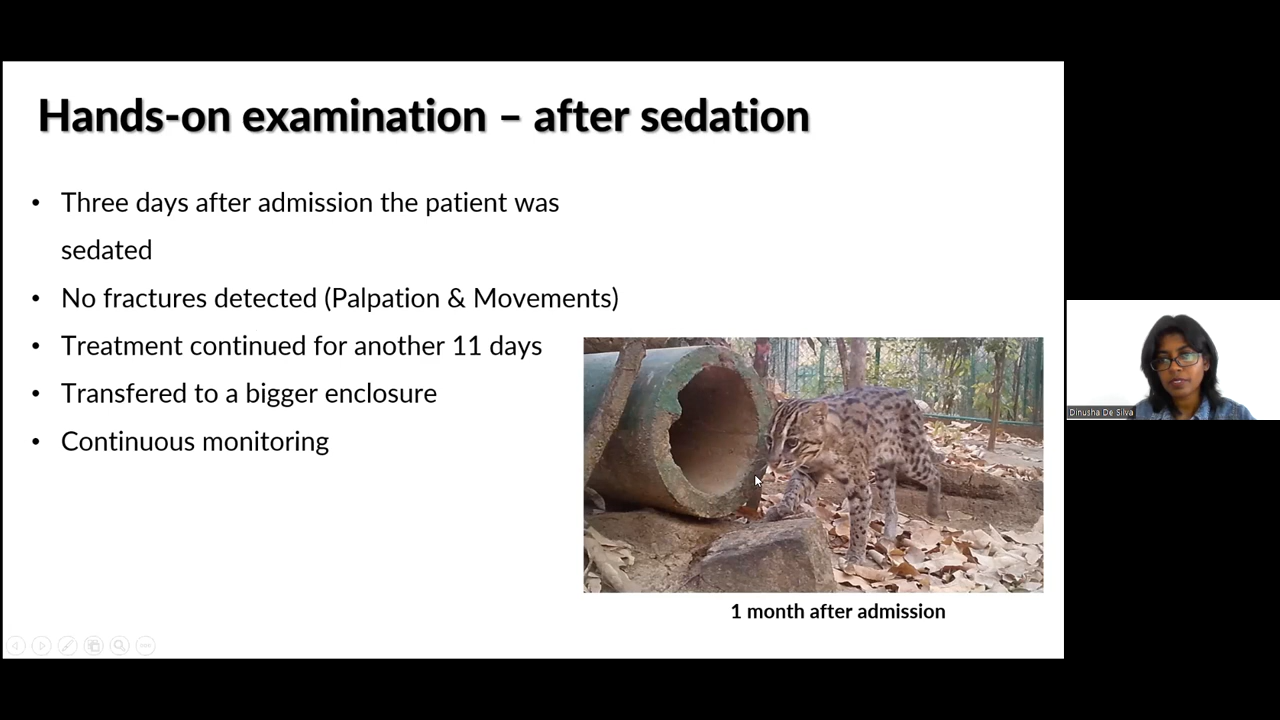 Hands-on examination – after sedation
• Three days after admission the patient was
sedated
• No fractures detected (Palpation & Movements)
• Treatment continued for another 11 days
• Transfered to a bigger enclosure
• Continuous monitoring
1 month after admission
Dinusha De Silva